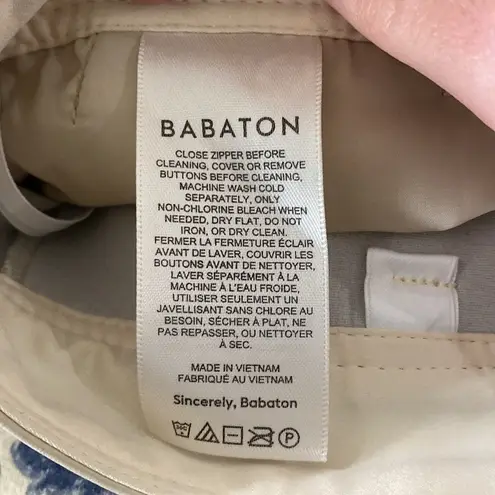 BABATON
CLOSE ZIPPER BEFORE
CLEANING, COVER OR REMOVE
BUTTONS BEFORE CLEANING,
MACHINE WASH COLD
SEPARATELY, ONLY
NON-CHLORINE BLEACH WHEN
NEEDED, DRY FLAT, DO NOT
IRON, OR DRY CLEAN.
FERMER LA FERMETURE ÉCLAIR
AVANT DE LAVER, COUVRIR LES
BOUTONS AVANT DE NETTOYER,
LAVER SÉPARÉMENT À LA
MACHINE À L'EAU FROIDE,
UTILISER SEULEMENT UN
JAVELLISANT SANS CHLORE AU
BESOIN, SÉCHER À PLAT, NE
PAS REPASSER, OU NETTOYER
À SEC.
MADE IN VIETNAM
FABRIQUÉ AU VIETNAM
Sincerely, Babaton
P